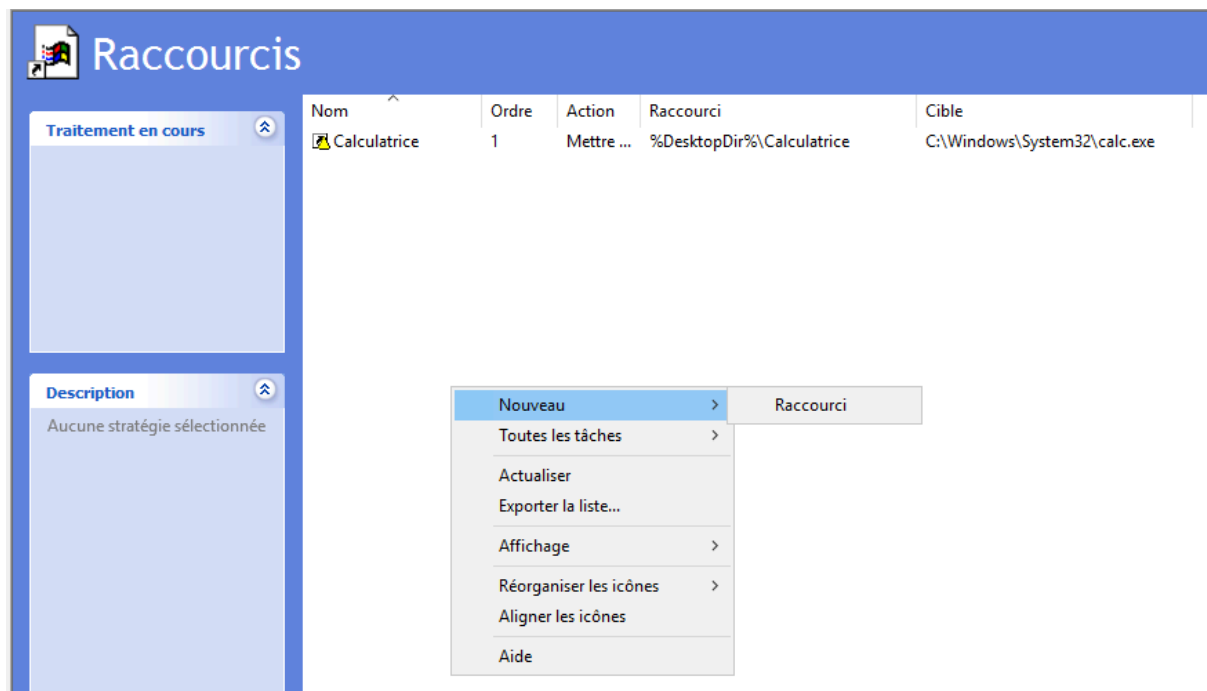 Raccourcis
Traitement en cours
Description
Aucune stratégie sélectionnée
Nom Ordre Action Raccourci Cible
Calculatrice 1 Mettre ... %DesktopDir%\Calculatrice C:\Windows\System32\calc.exe
Nouveau
Raccourci
Toutes les tâches
Actualiser
Exporter la liste...
Affichage
Réorganiser les icônes
Aligner les icônes
Aide